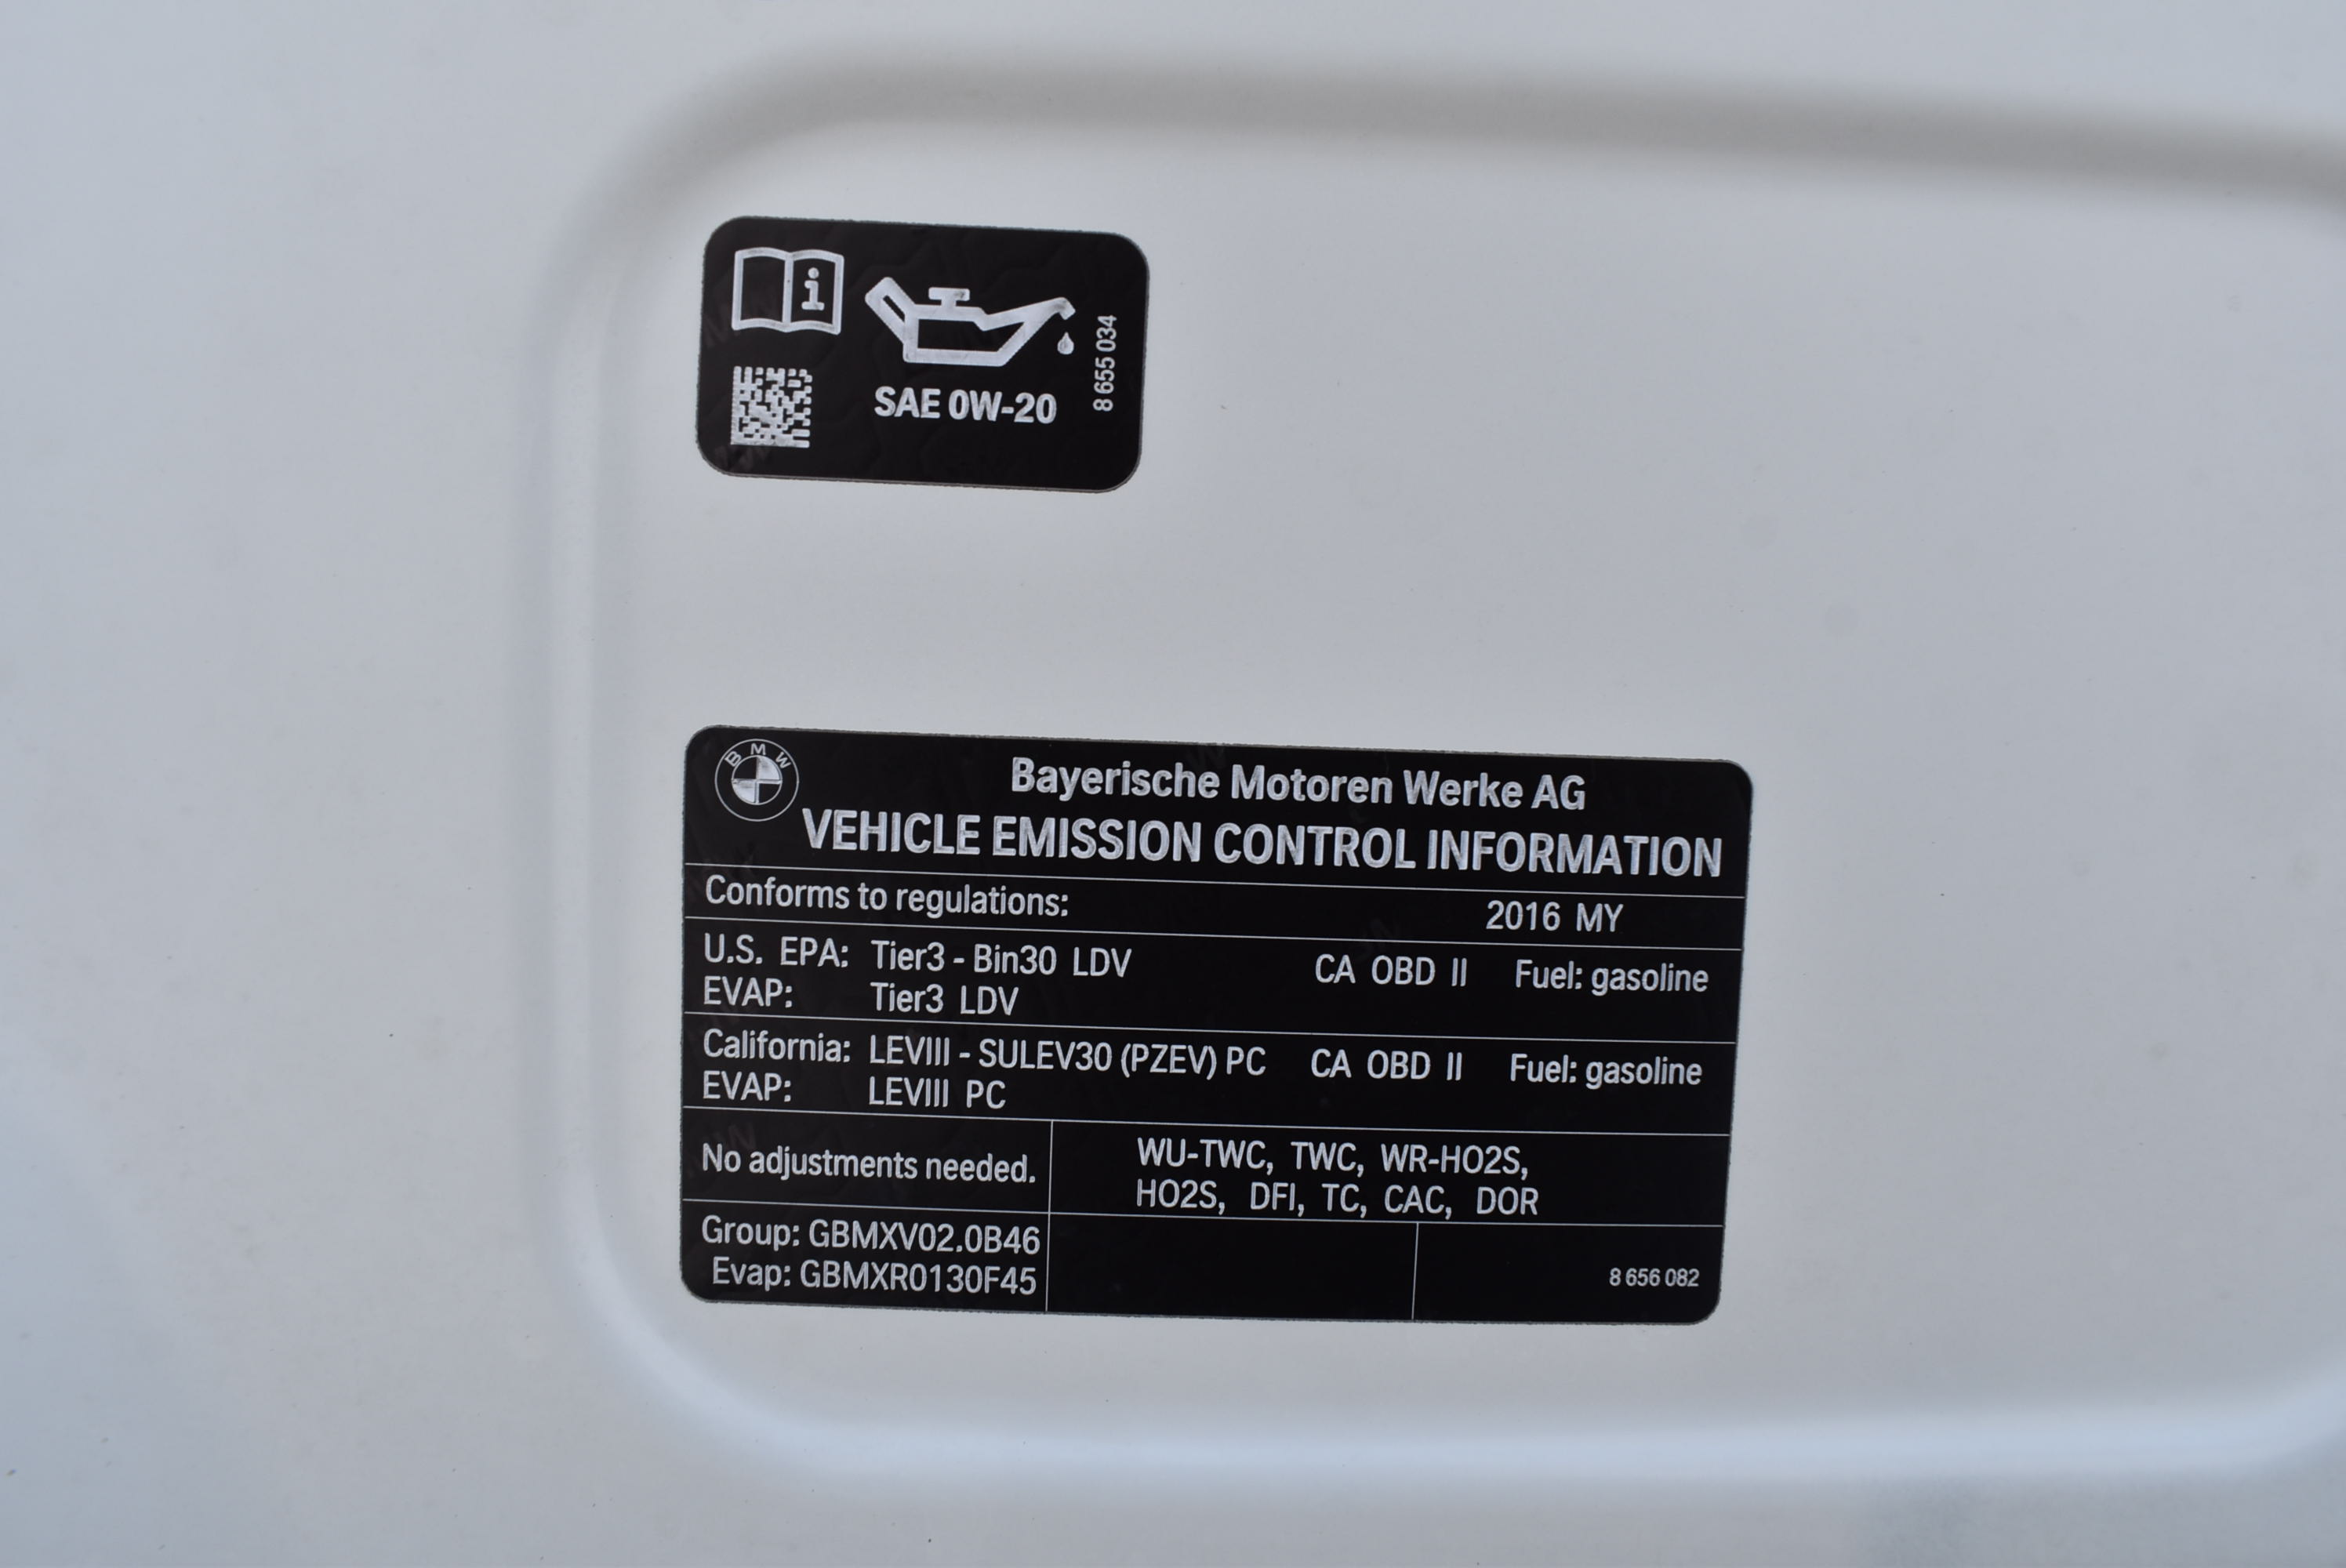 i
SAE 0W-20
8 655 034
BMW
Bayerische Motoren Werke AG
VEHICLE EMISSION CONTROL INFORMATION
Conforms to regulations: 2016 MY
U.S. EPA: Tier3 - Bin30 LDV CA OBD II Fuel: gasoline
EVAP: Tier3 LDV
California: LEVIII - SULEV30 (PZEV) PC CA OBD II Fuel: gasoline
EVAP: LEVIII PC
No adjustments needed.
WU-TWC, TWC, WR-HO2S,
HO2S, DFI, TC, CAC, DOR
Group: GBMXV02.0B46
Evap: GBMXR0130F45
8 656 082